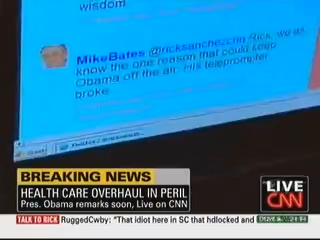 wisdom
MikeBates @ricksanchezcnn Rick, we all
know the one reason that could keep
Obama off the air. His teleprompter
broke.
BREAKING NEWS
HEALTH CARE OVERHAUL IN PERIL
Pres. Obama remarks soon, Live on CNN
LIVE
CNN
TALK TO RICK RuggedCwby: "That idiot here in SC that hdlocked and